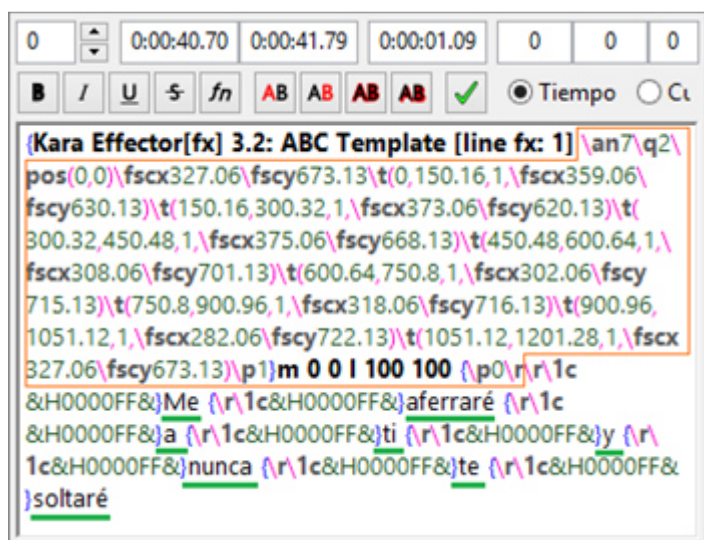 0 0:00:40.70 0:00:41.79 0:00:01.09 0 0 0
B I U S fn AB AB AB AB Tiempo Cu
{Kara Effector[fx] 3.2: ABC Template [line fx: 1] \an7\q2\
pos(0,0)\fscx327.06\fscy673.13\t(0,150.16,1,\fscx359.06\
fscy630.13)\t(150.16,300.32,1,\fscx373.06\fscy620.13)\t(
300.32,450.48,1,\fscx375.06\fscy668.13)\t(450.48,600.64,1,\
fscx308.06\fscy701.13)\t(600.64,750.8,1,\fscx302.06\fscy
715.13)\t(750.8,900.96,1,\fscx318.06\fscy716.13)\t(900.96,
1051.12,1,\fscx282.06\fscy722.13)\t(1051.12,1201.28,1,\fscx
327.06\fscy673.13)\p1}m 0 0 l 100 100 {\p0\r\r\1c
&H0000FF&}Me {\r\1c&H0000FF&}aferraré {\r\1c
&H0000FF&}a {\r\1c&H0000FF&}ti {\r\1c&H0000FF&}y {\r\
1c&H0000FF&}nunca {\r\1c&H0000FF&}te {\r\1c&H0000FF&
}soltaré